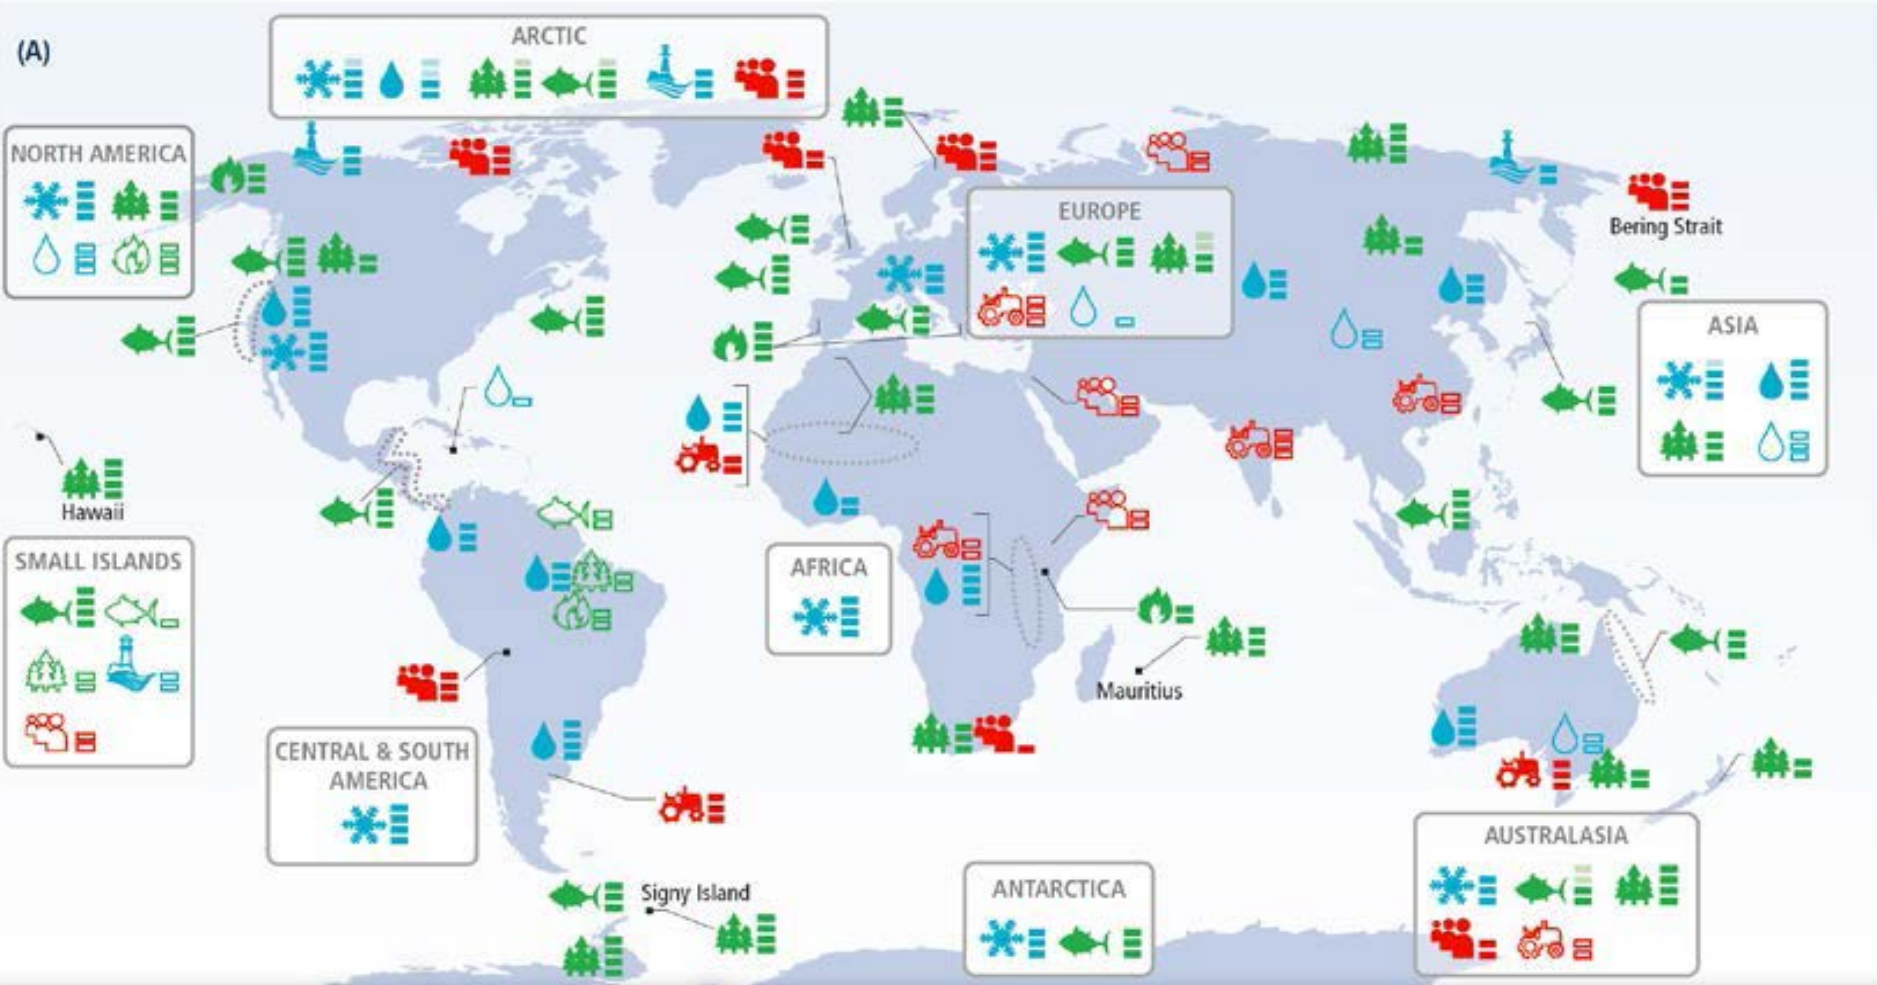 (A)
ARCTIC
NORTH AMERICA
EUROPE
Bering Strait
ASIA
Hawaii
SMALL ISLANDS
AFRICA
Mauritius
CENTRAL & SOUTH
AMERICA
AUSTRALASIA
Signy Island
ANTARCTICA